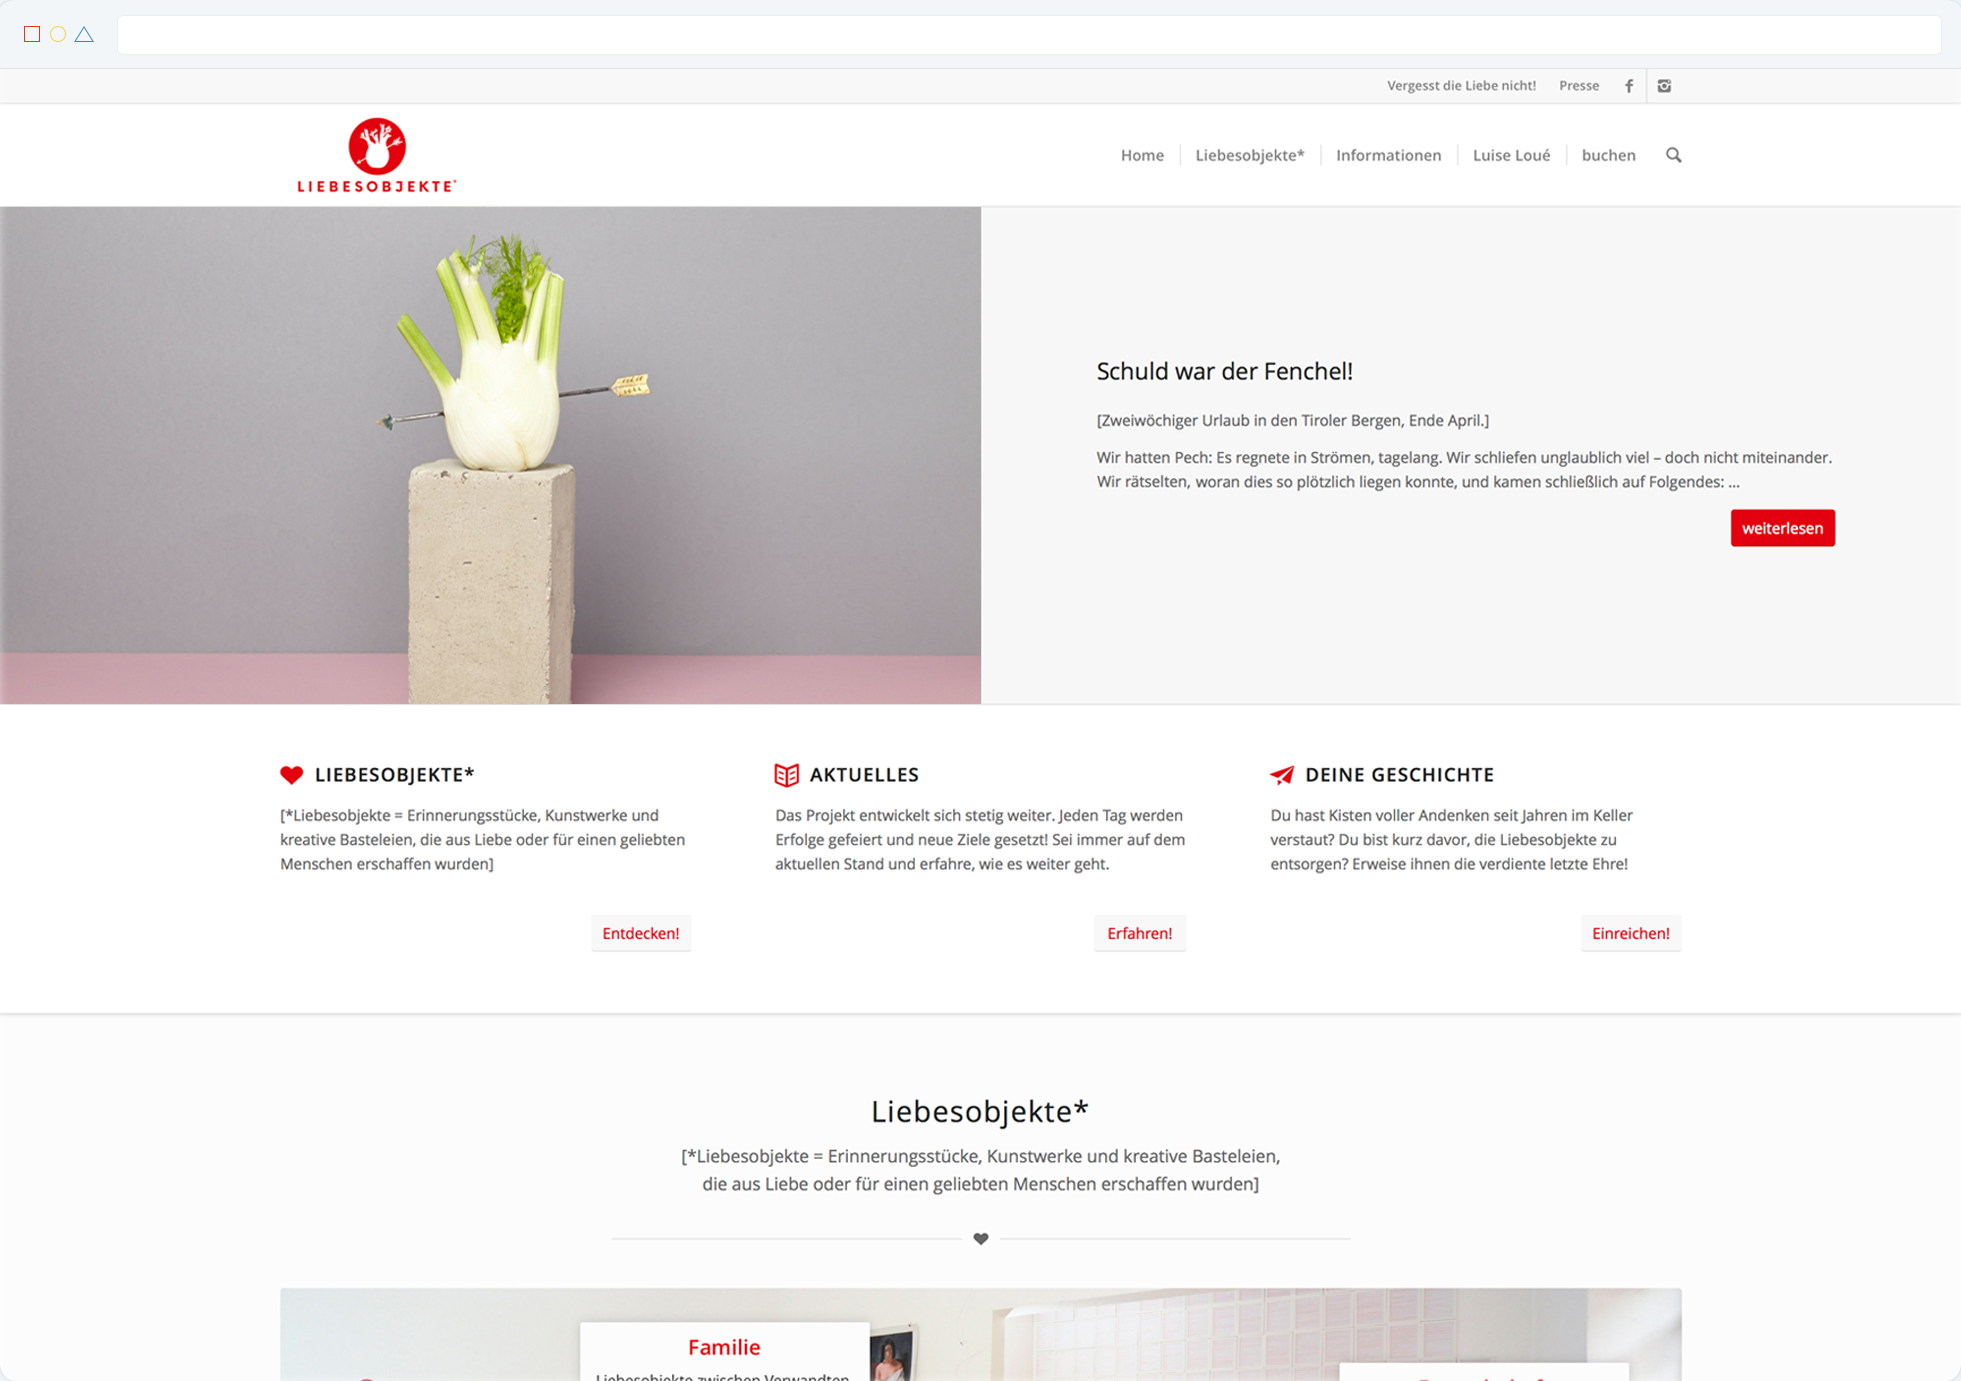 Vergesst die Liebe nicht! Presse
LIEBESOBJEKTE*
Home Liebesobjekte* Informationen Luise Loué buchen
Schuld war der Fenchel!
[Zweiwöchiger Urlaub in den Tiroler Bergen, Ende April.]
Wir hatten Pech: Es regnete in Strömen, tagelang. Wir schliefen unglaublich viel – doch nicht miteinander.
Wir rätselten, woran dies so plötzlich liegen konnte, und kamen schließlich auf Folgendes: ...
weiterlesen
LIEBESOBJEKTE*
[*Liebesobjekte = Erinnerungsstücke, Kunstwerke und
kreative Basteleien, die aus Liebe oder für einen geliebten
Menschen erschaffen wurden]
Entdecken!
AKTUELLES
Das Projekt entwickelt sich stetig weiter. Jeden Tag werden
Erfolge gefeiert und neue Ziele gesetzt! Sei immer auf dem
aktuellen Stand und erfahre, wie es weiter geht.
Erfahren!
DEINE GESCHICHTE
Du hast Kisten voller Andenken seit Jahren im Keller
verstaut? Du bist kurz davor, die Liebesobjekte zu
entsorgen? Erweise ihnen die verdiente letzte Ehre!
Einreichen!
Liebesobjekte*
[*Liebesobjekte = Erinnerungsstücke, Kunstwerke und kreative Basteleien,
die aus Liebe oder für einen geliebten Menschen erschaffen wurden]
Familie
Liebesobjekte zwischen Verwandten